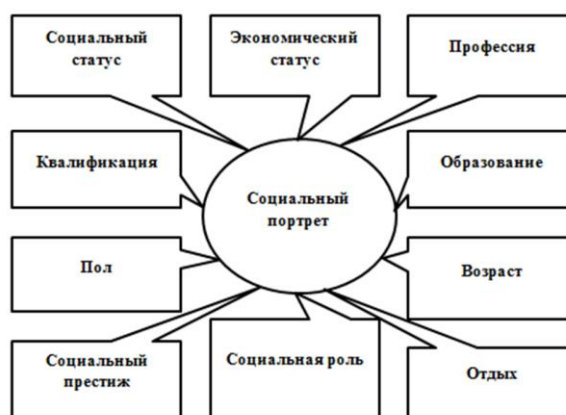 Социальный
статус
Экономический
статус
Профессия
Квалификация
Образование
Социальный
портрет
Пол
Возраст
Социальный
престиж
Социальная роль
Отдых